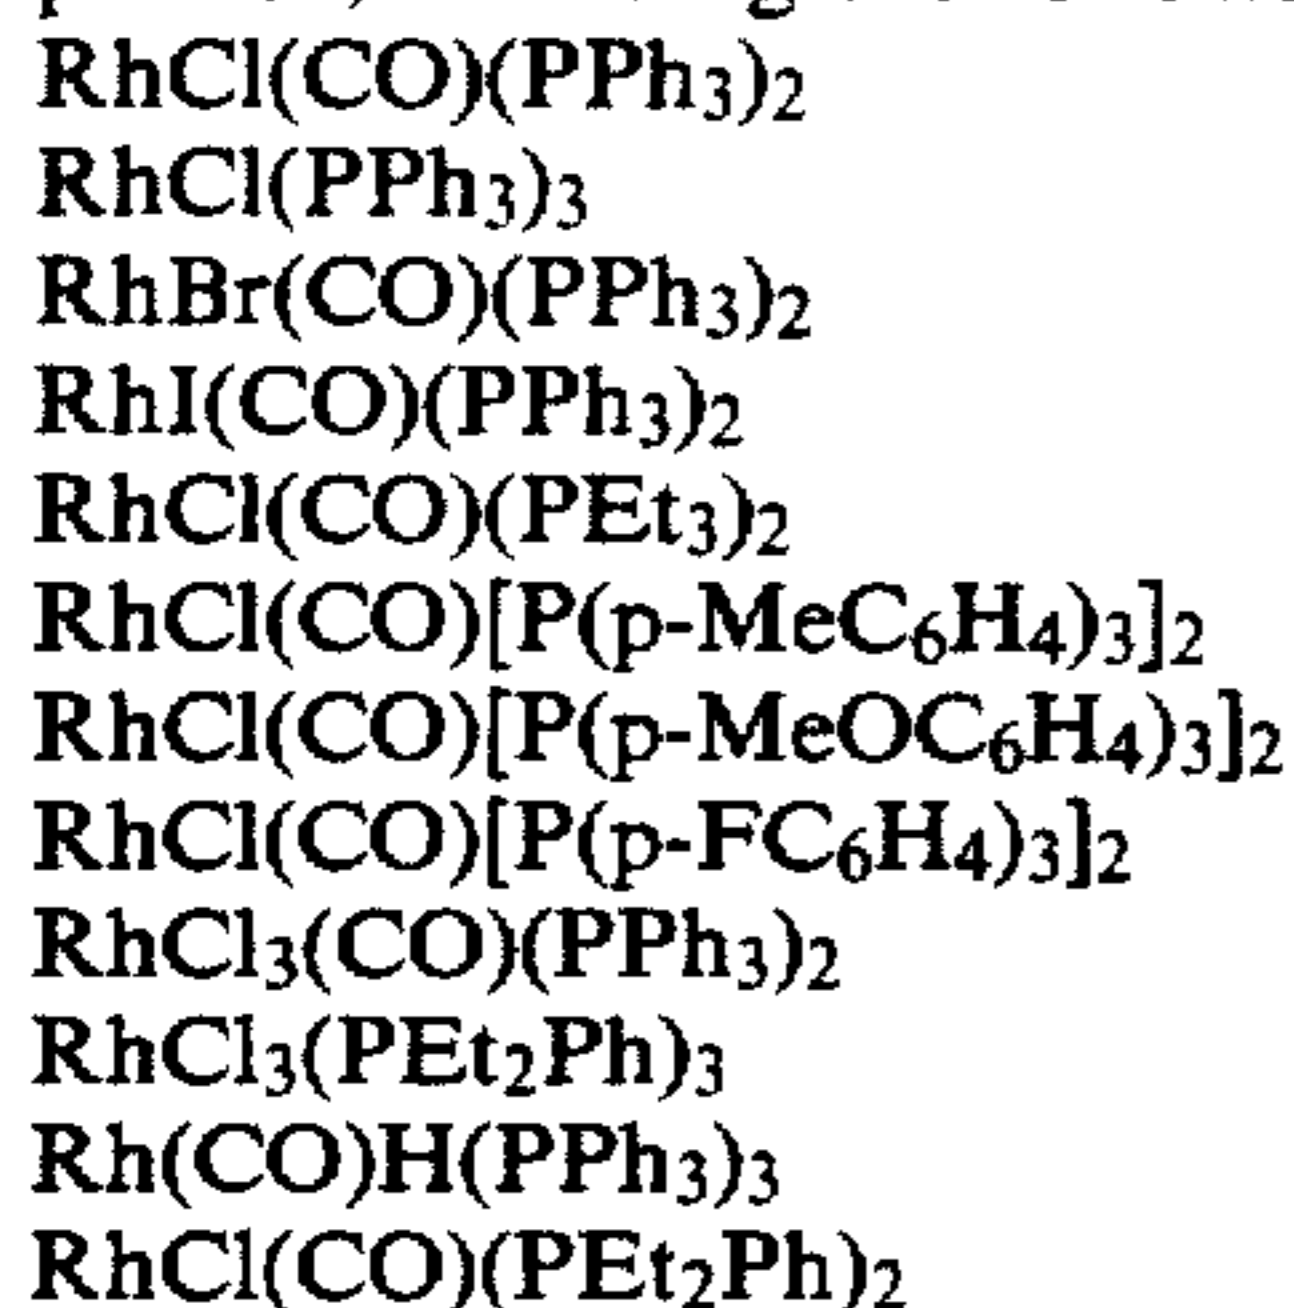 RhCl(CO)(PPh₃)₂
RhCl(PPh₃)₃
RhBr(CO)(PPh₃)₂
RhI(CO)(PPh₃)₂
RhCl(CO)(PEt₃)₂
RhCl(CO)[P(p-MeC₆H₄)₃]₂
RhCl(CO)[P(p-MeOC₆H₄)₃]₂
RhCl(CO)[P(p-FC₆H₄)₃]₂
RhCl₃(CO)(PPh₃)₂
RhCl₃(PEt₂Ph)₃
Rh(CO)H(PPh₃)₃
RhCl(CO)(PEt₂Ph)₂